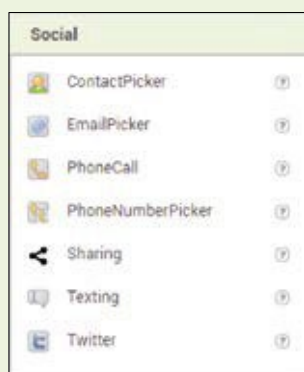 Social
ContactPicker
EmailPicker
PhoneCall
PhoneNumberPicker
Sharing
Texting
Twitter